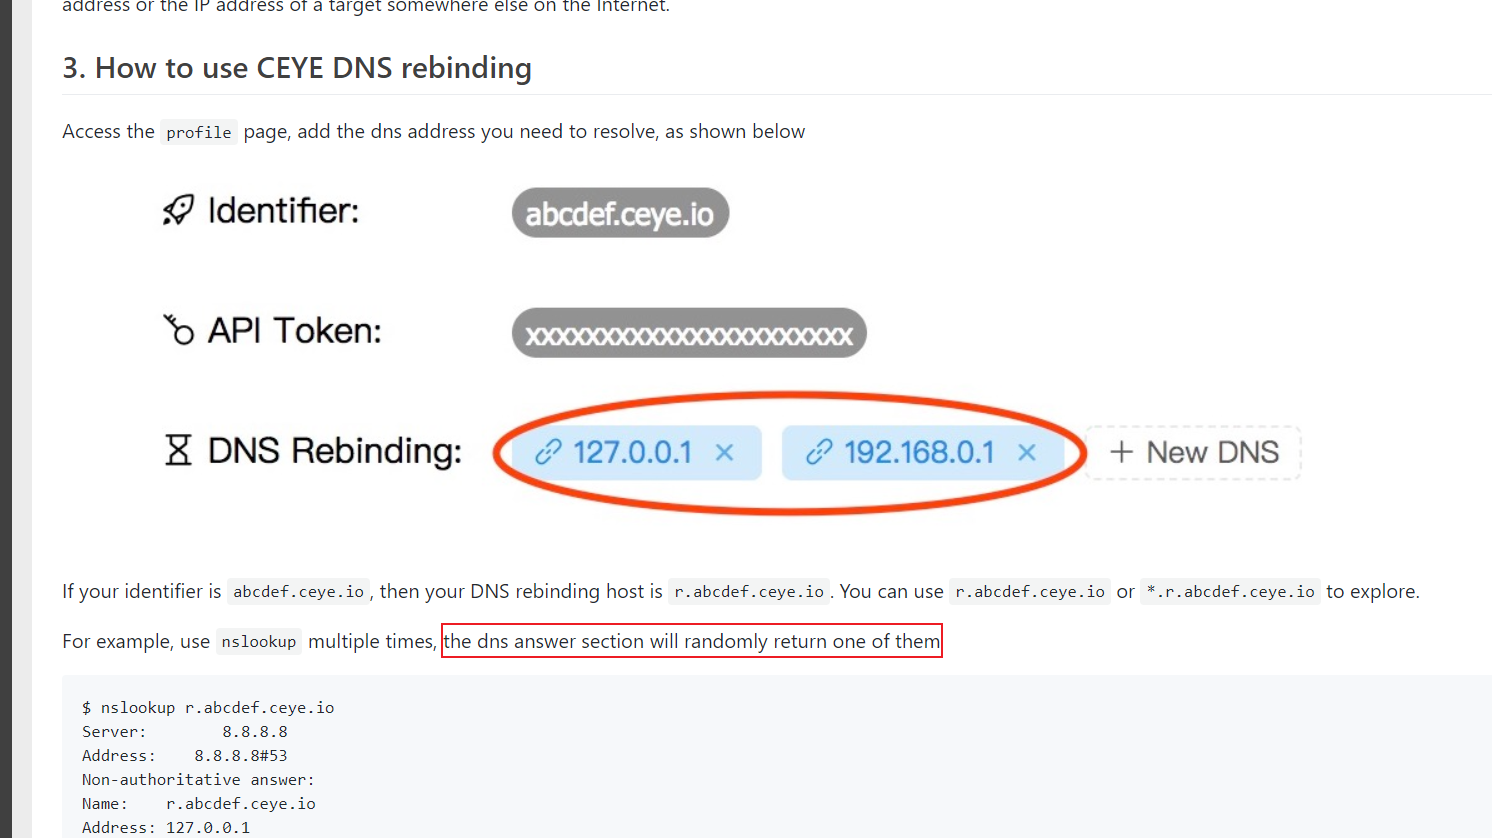 address or the IP address of a target somewhere else on the Internet.
3. How to use CEYE DNS rebinding
Access the profile page, add the dns address you need to resolve, as shown below
Identifier: abcdef.ceye.io
API Token: xxxxxxxxxxxxxxxxxxxxxx
DNS Rebinding: 127.0.0.1 × 192.168.0.1 × + New DNS
If your identifier is abcdef.ceye.io, then your DNS rebinding host is r.abcdef.ceye.io. You can use r.abcdef.ceye.io or *.r.abcdef.ceye.io to explore.
For example, use nslookup multiple times, the dns answer section will randomly return one of them
$ nslookup r.abcdef.ceye.io
Server: 8.8.8.8
Address: 8.8.8.8#53
Non-authoritative answer:
Name: r.abcdef.ceye.io
Address: 127.0.0.1